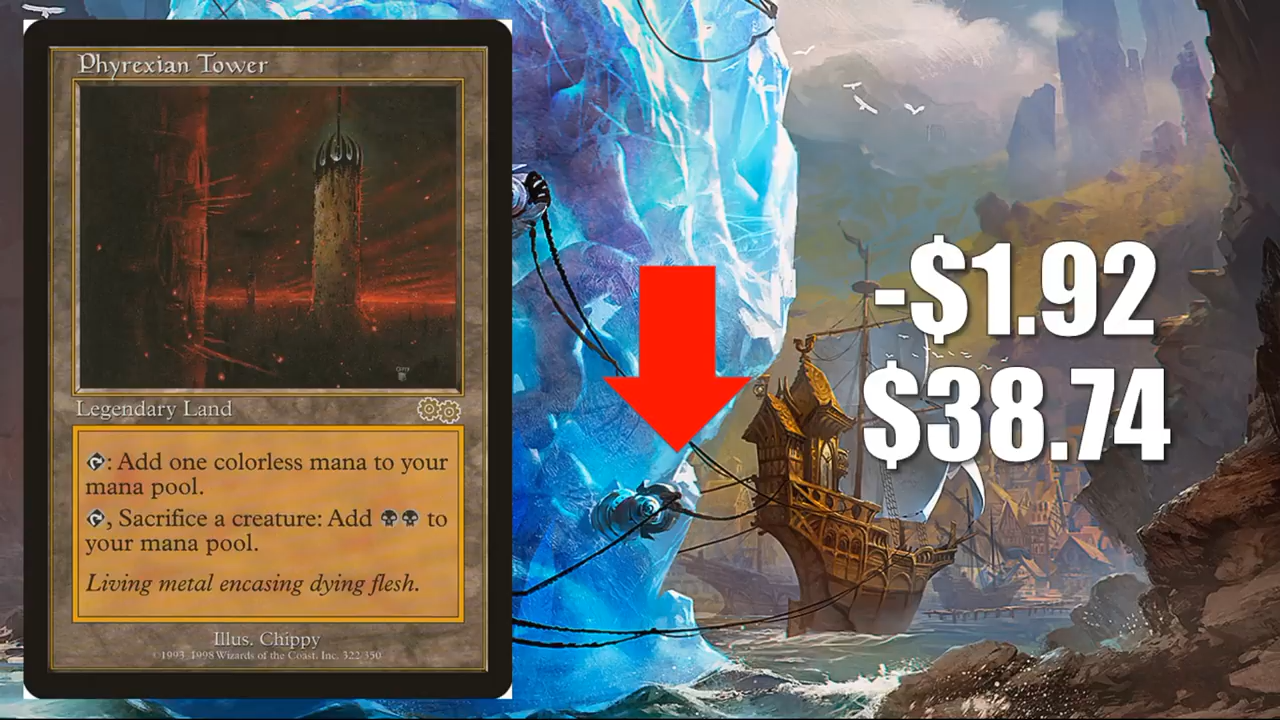 Phyrexian Tower
Legendary Land
: Add one colorless mana to your
mana pool.
, Sacrifice a creature: Add to
your mana pool.
Living metal encasing dying flesh.
Illus. Chippy
©1993-1998 Wizards of the Coast, Inc. 322/350
-$1.92
$38.74